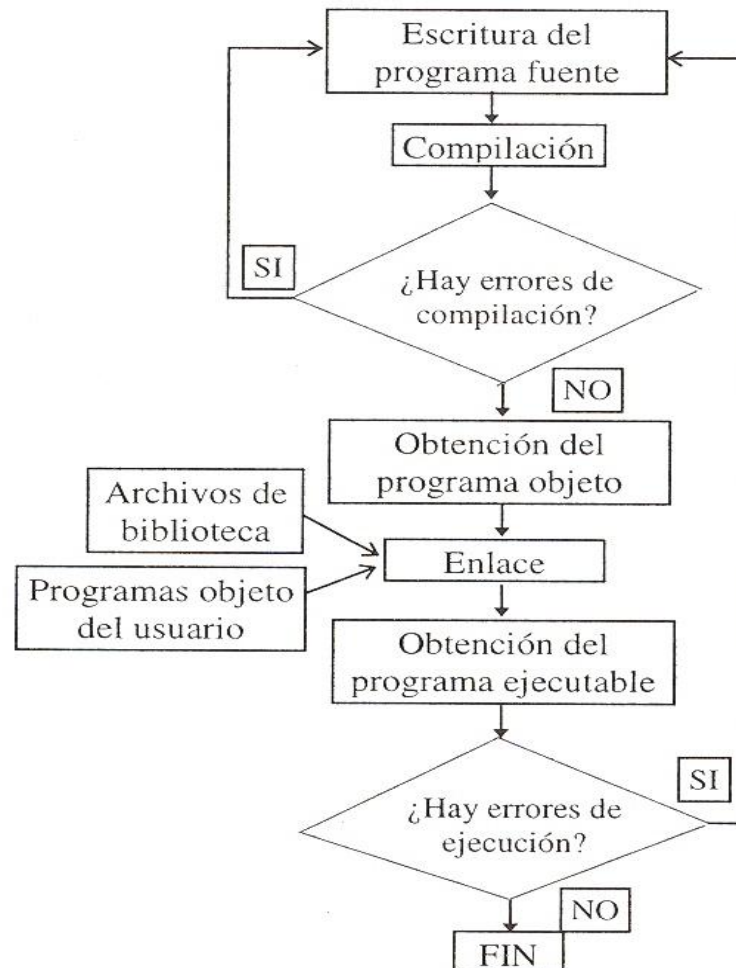 Escritura del
programa fuente
Compilación
SI
¿Hay errores de
compilación?
NO
Obtención del
programa objeto
Archivos de
biblioteca
Enlace
Programas objeto
del usuario
Obtención del
programa ejecutable
SI
¿Hay errores de
ejecución?
NO
FIN